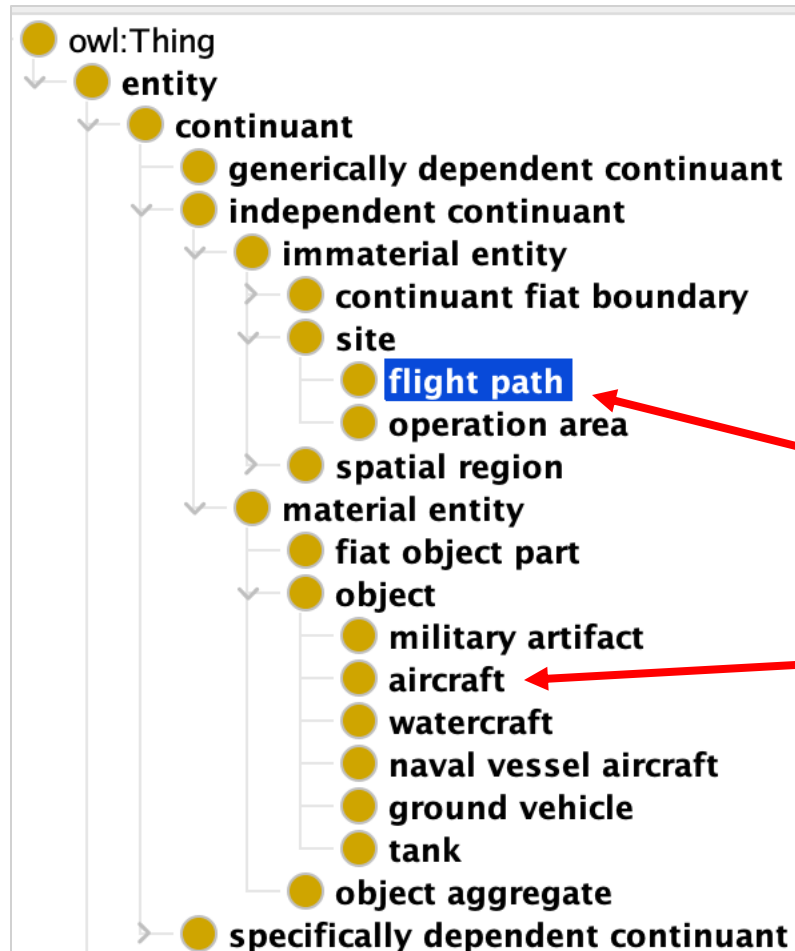 owl:Thing
entity
continuant
generically dependent continuant
independent continuant
immaterial entity
continuant fiat boundary
site
flight path
operation area
spatial region
material entity
fiat object part
object
military artifact
aircraft
watercraft
naval vessel aircraft
ground vehicle
tank
object aggregate
specifically dependent continuant